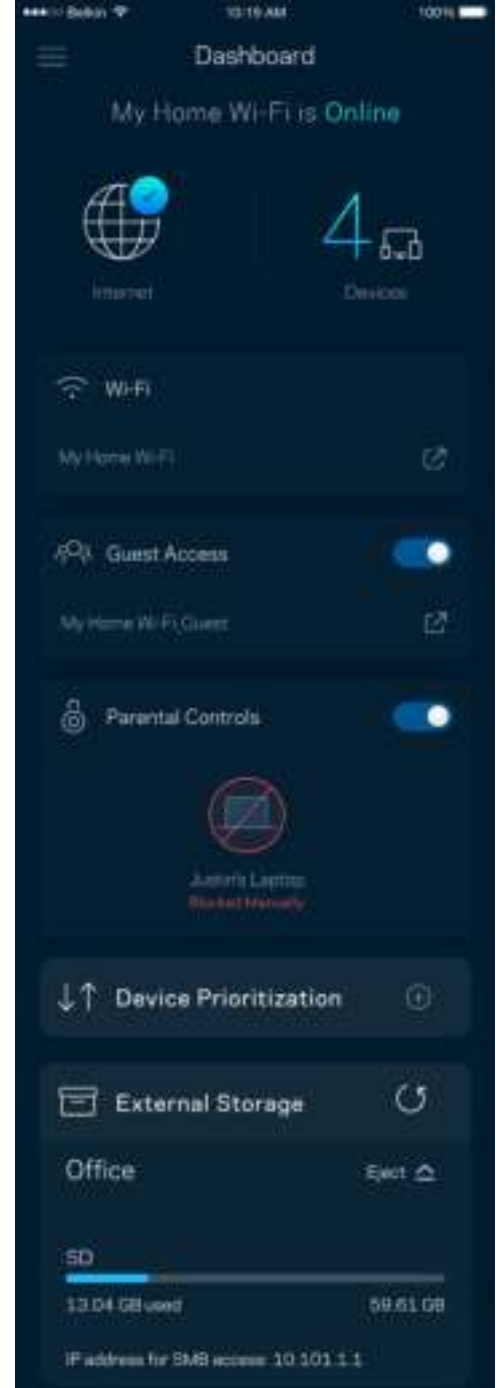 Belkin 10:15 AM 100%
Dashboard
My Home Wi-Fi is Online
4
Internet Devices
Wi-Fi
My Home Wi-Fi
Guest Access
My Home Wi-Fi_Guest
Parental Controls
Justin's Laptop
Blocked Manually
Device Prioritization
External Storage
Office Eject
SD
13.04 GB used 59.61 GB
IP address for SMB access: 10.101.1.1